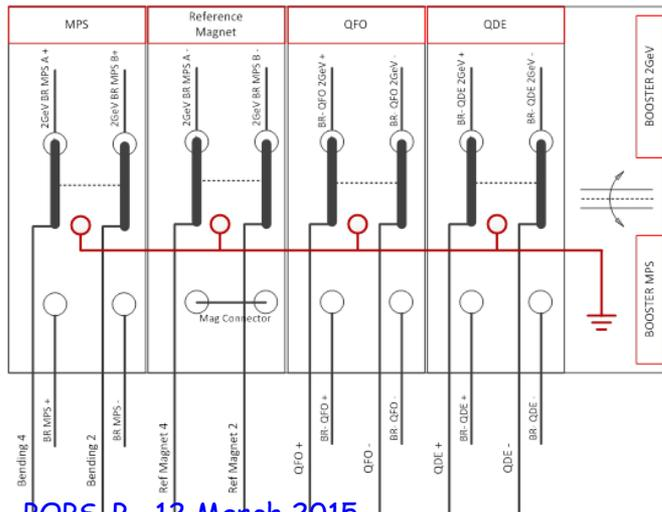 MPS
Reference
Magnet
QFO
QDE
2GeV BR MPS A +
2GeV BR MPS B+
2GeV BR MPS A -
2GeV BR MPS B -
BR- QFO 2GeV +
BR- QFO 2GeV -
BR- QDE 2GeV +
BR- QDE 2GeV -
BOOSTER 2GeV
BOOSTER MPS
Mag Connector
Bending 4
BR MPS +
Bending 2
BR MPS -
Ref Magnet 4
Ref Magnet 2
QFO +
BR- QFO +
QFO -
BR- QFO -
QDE +
BR- QDE +
QDE -
BR- QDE -
13 March 2015